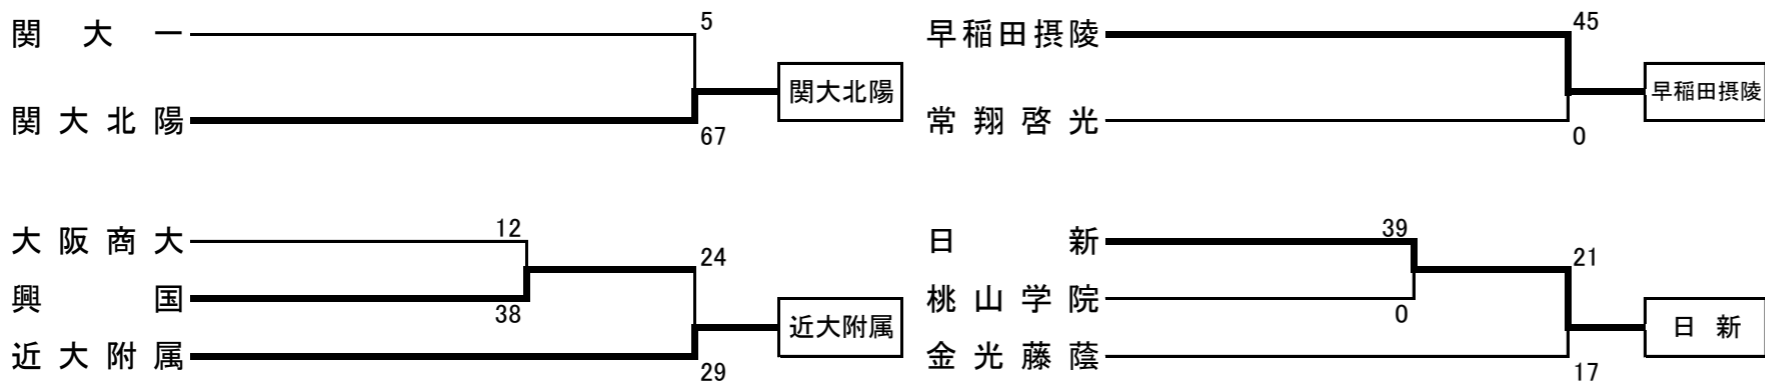 関大一
5
関大北陽
関大北陽
67
早稲田摂陵
45
早稲田摂陵
常翔啓光
0
大阪商大
12
24
興国
38
近大附属
近大附属
29
日新
39
21
桃山学院
0
日新
金光藤蔭
17